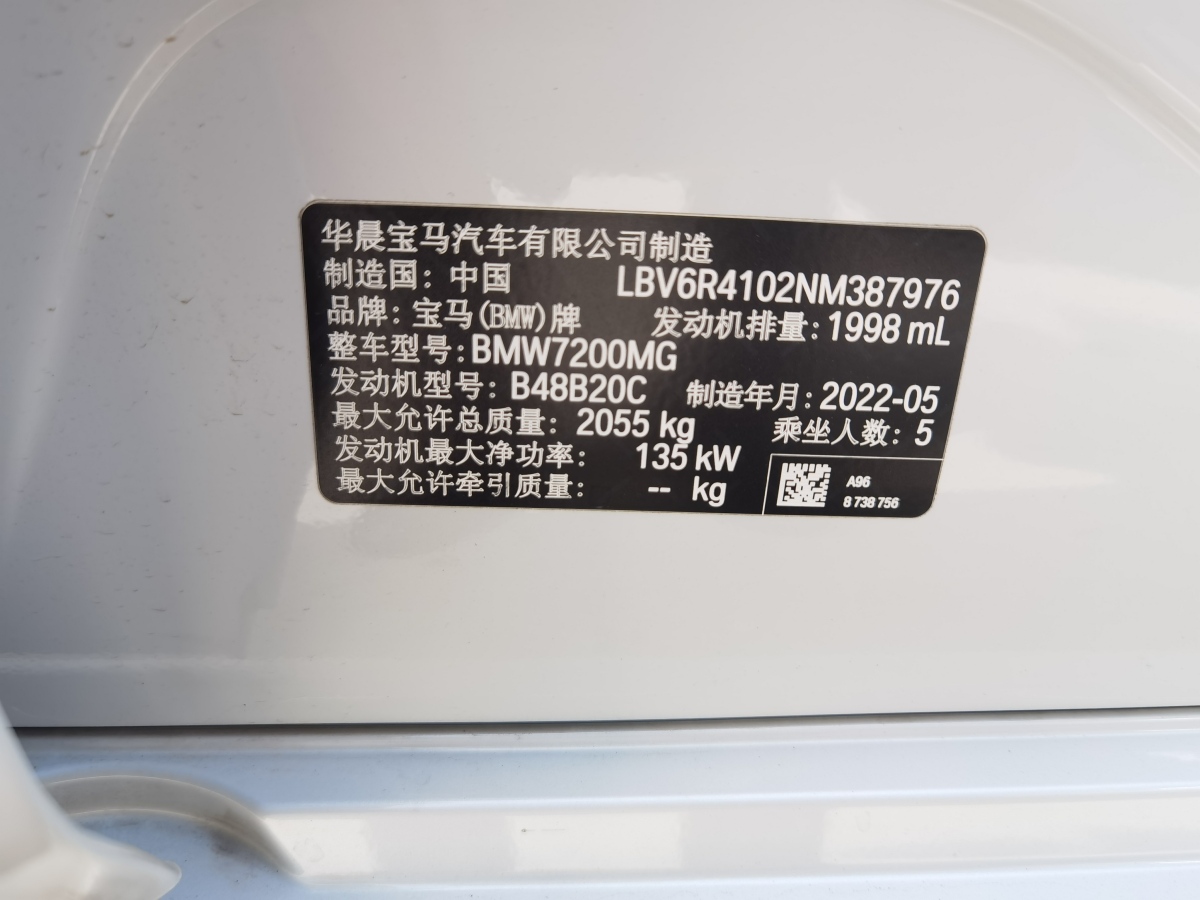 华晨宝马汽车有限公司制造
制造国：中国 LBV6R4102NM387976
品牌：宝马(BMW)牌 发动机排量：1998 mL
整车型号：BMW7200MG
发动机型号：B48B20C 制造年月：2022-05
最大允许总质量：2055 kg 乘坐人数：5
发动机最大净功率：135 kW
最大允许牵引质量：-- kg
A96
8 738 756